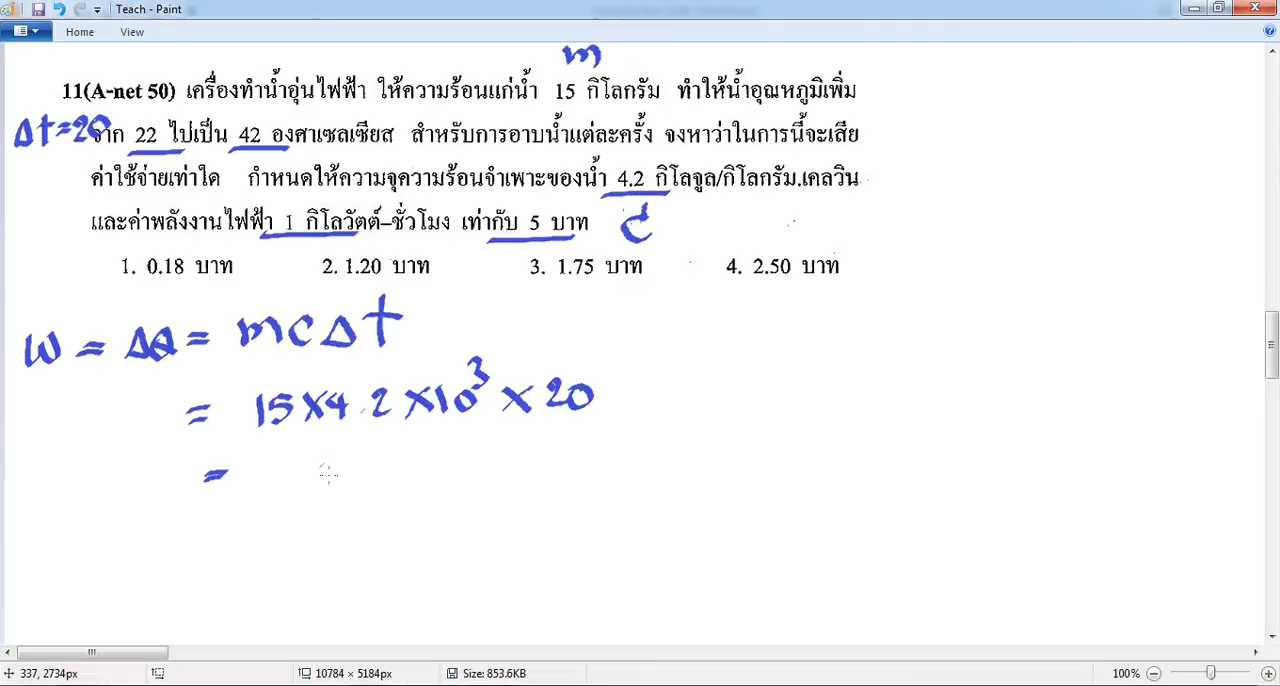 Teach - Paint
Home View
m
11(A-net 50) เครื่องทำน้ำอุ่นไฟฟ้า ให้ความร้อนแก่น้ำ 15 กิโลกรัม ทำให้น้ำอุณหภูมิเพิ่ม
Δt=20
จาก 22 ไปเป็น 42 องศาเซลเซียส สำหรับการอาบน้ำแต่ละครั้ง จงหาว่าในการนี้จะเสีย
ค่าใช้จ่ายเท่าใด กำหนดให้ความจุความร้อนจำเพาะของน้ำ 4.2 กิโลจูล/กิโลกรัม.เคลวิน
และค่าพลังงานไฟฟ้า 1 กิโลวัตต์–ชั่วโมง เท่ากับ 5 บาท
c
1. 0.18 บาท 2. 1.20 บาท 3. 1.75 บาท 4. 2.50 บาท
W = ΔQ = mcΔt
= 15×4.2×10³×20
=
337, 2734px 10784 × 5184px Size: 853.6KB 100%